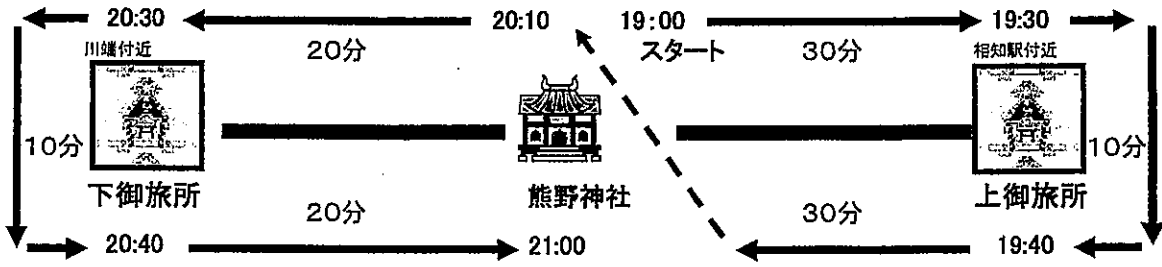 20:30
20:10
19:00
19:30
川端付近
20分
スタート
30分
相知駅付近
10分
10分
下御旅所
熊野神社
上御旅所
20分
30分
20:40
21:00
19:40